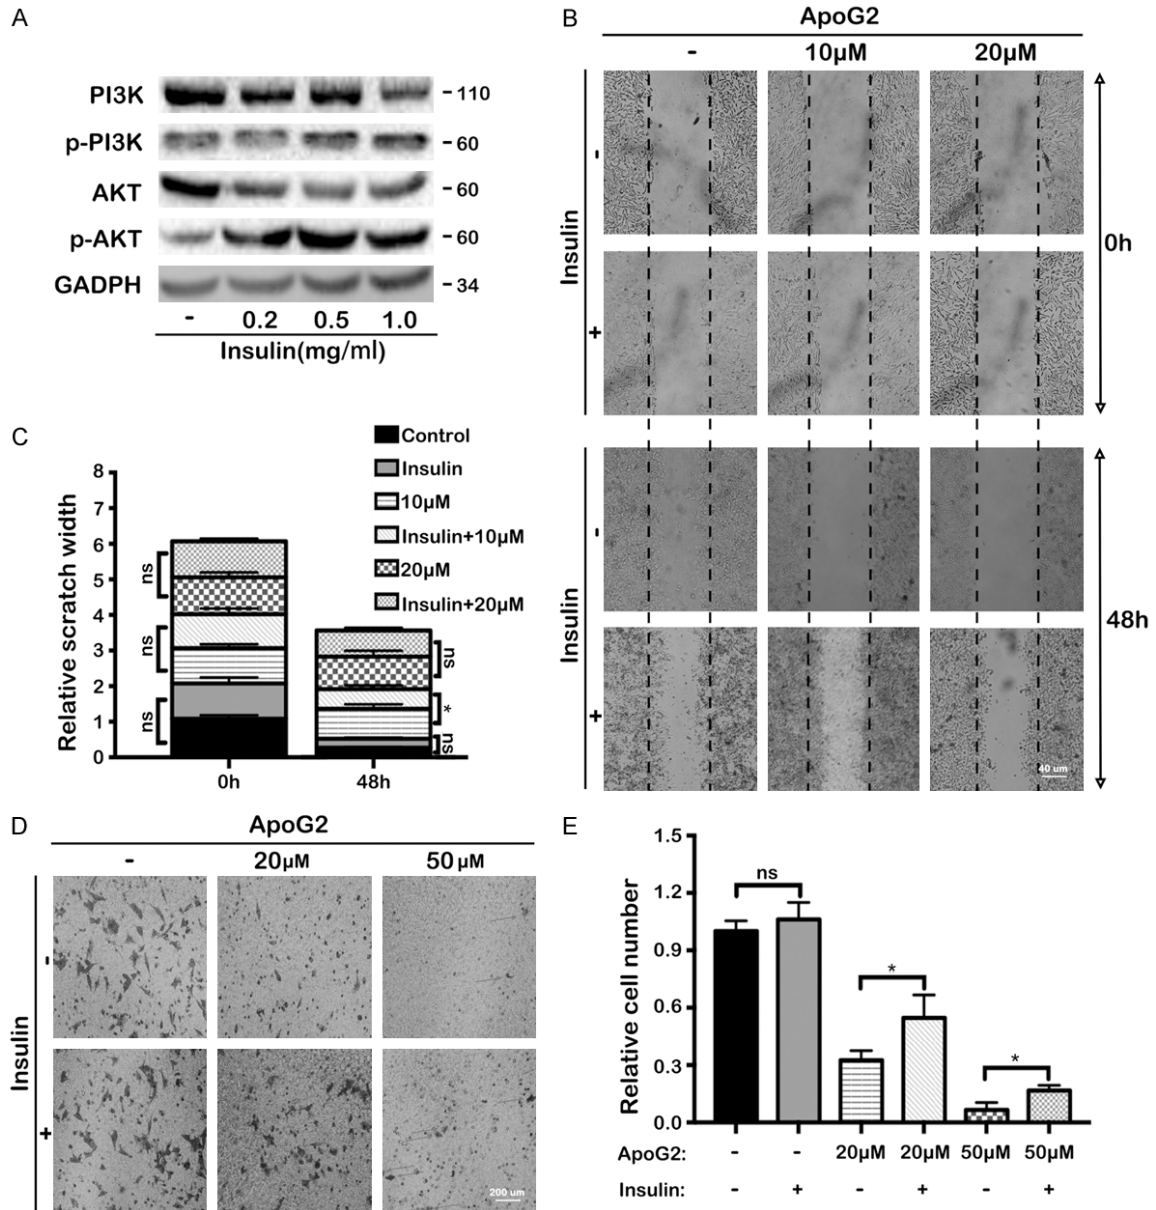 A
PI3K
p-PI3K
AKT
p-AKT
GADPH
-110
-60
-60
-60
-34
- 0.2 0.5 1.0
Insulin(mg/ml)
B
ApoG2
- 10μM 20μM
Insulin
-
+
0h
Insulin
-
+
48h
40 um
C
Control
Insulin
10μM
Insulin+10μM
20μM
Insulin+20μM
Relative scratch width
8
7
6
5
4
3
2
1
0
ns
ns
ns
ns
*
ns
0h 48h
D
ApoG2
- 20μM 50μM
Insulin
-
+
200 um
E
Relative cell number
1.5
1.2
0.9
0.6
0.3
0.0
ns
*
*
ApoG2: - - 20μM 20μM 50μM 50μM
Insulin: - + - + - +